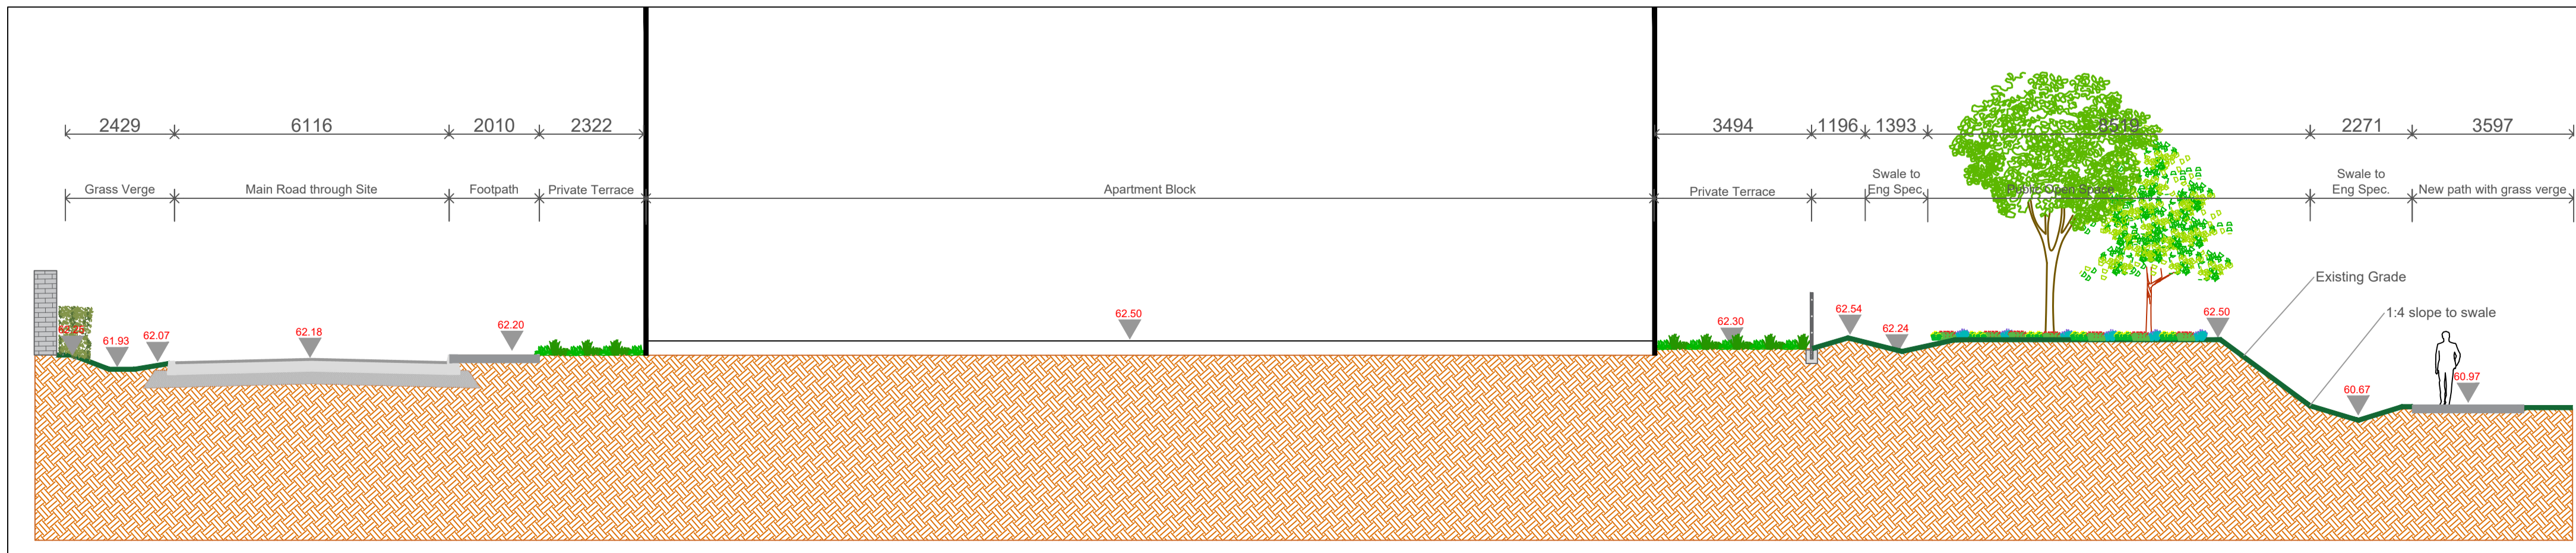 2429 6116 2010 2322 3494 1196 1393 8519 2271 3597
Swale to Swale to
Grass Verge Main Road through Site Footpath Private Terrace Apartment Block Private Terrace Eng Spec. Public Open Space Eng Spec. New path with grass verge
Existing Grade
1:4 slope to swale
61.93 62.07 62.18 62.20 62.50 62.30 62.54 62.24 62.50
60.67 60.97